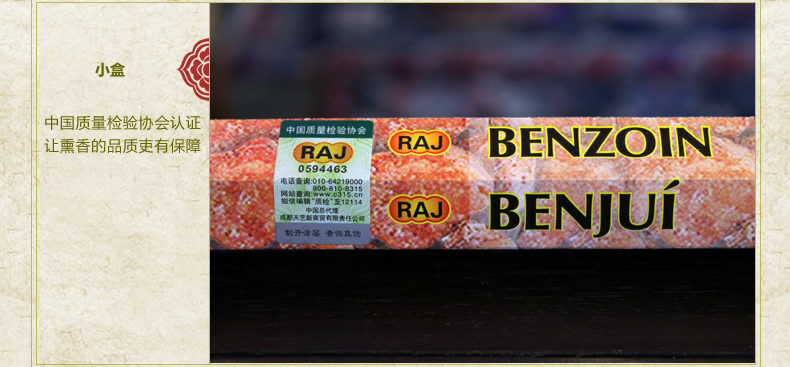 小盒
中国质量检验协会认证
让熏香的品质吏有保障
中国质量检验协会
RAJ
0594463
电话查询:010-64219000
800-810-8315
网站查询:www.c315.cn
短信编辑"质检"至12114
中国总代理
成都天艺新商贸有限责任公司
刮开涂层 查询真伪
RAJ
BENZOIN
RAJ
BENJUÍ